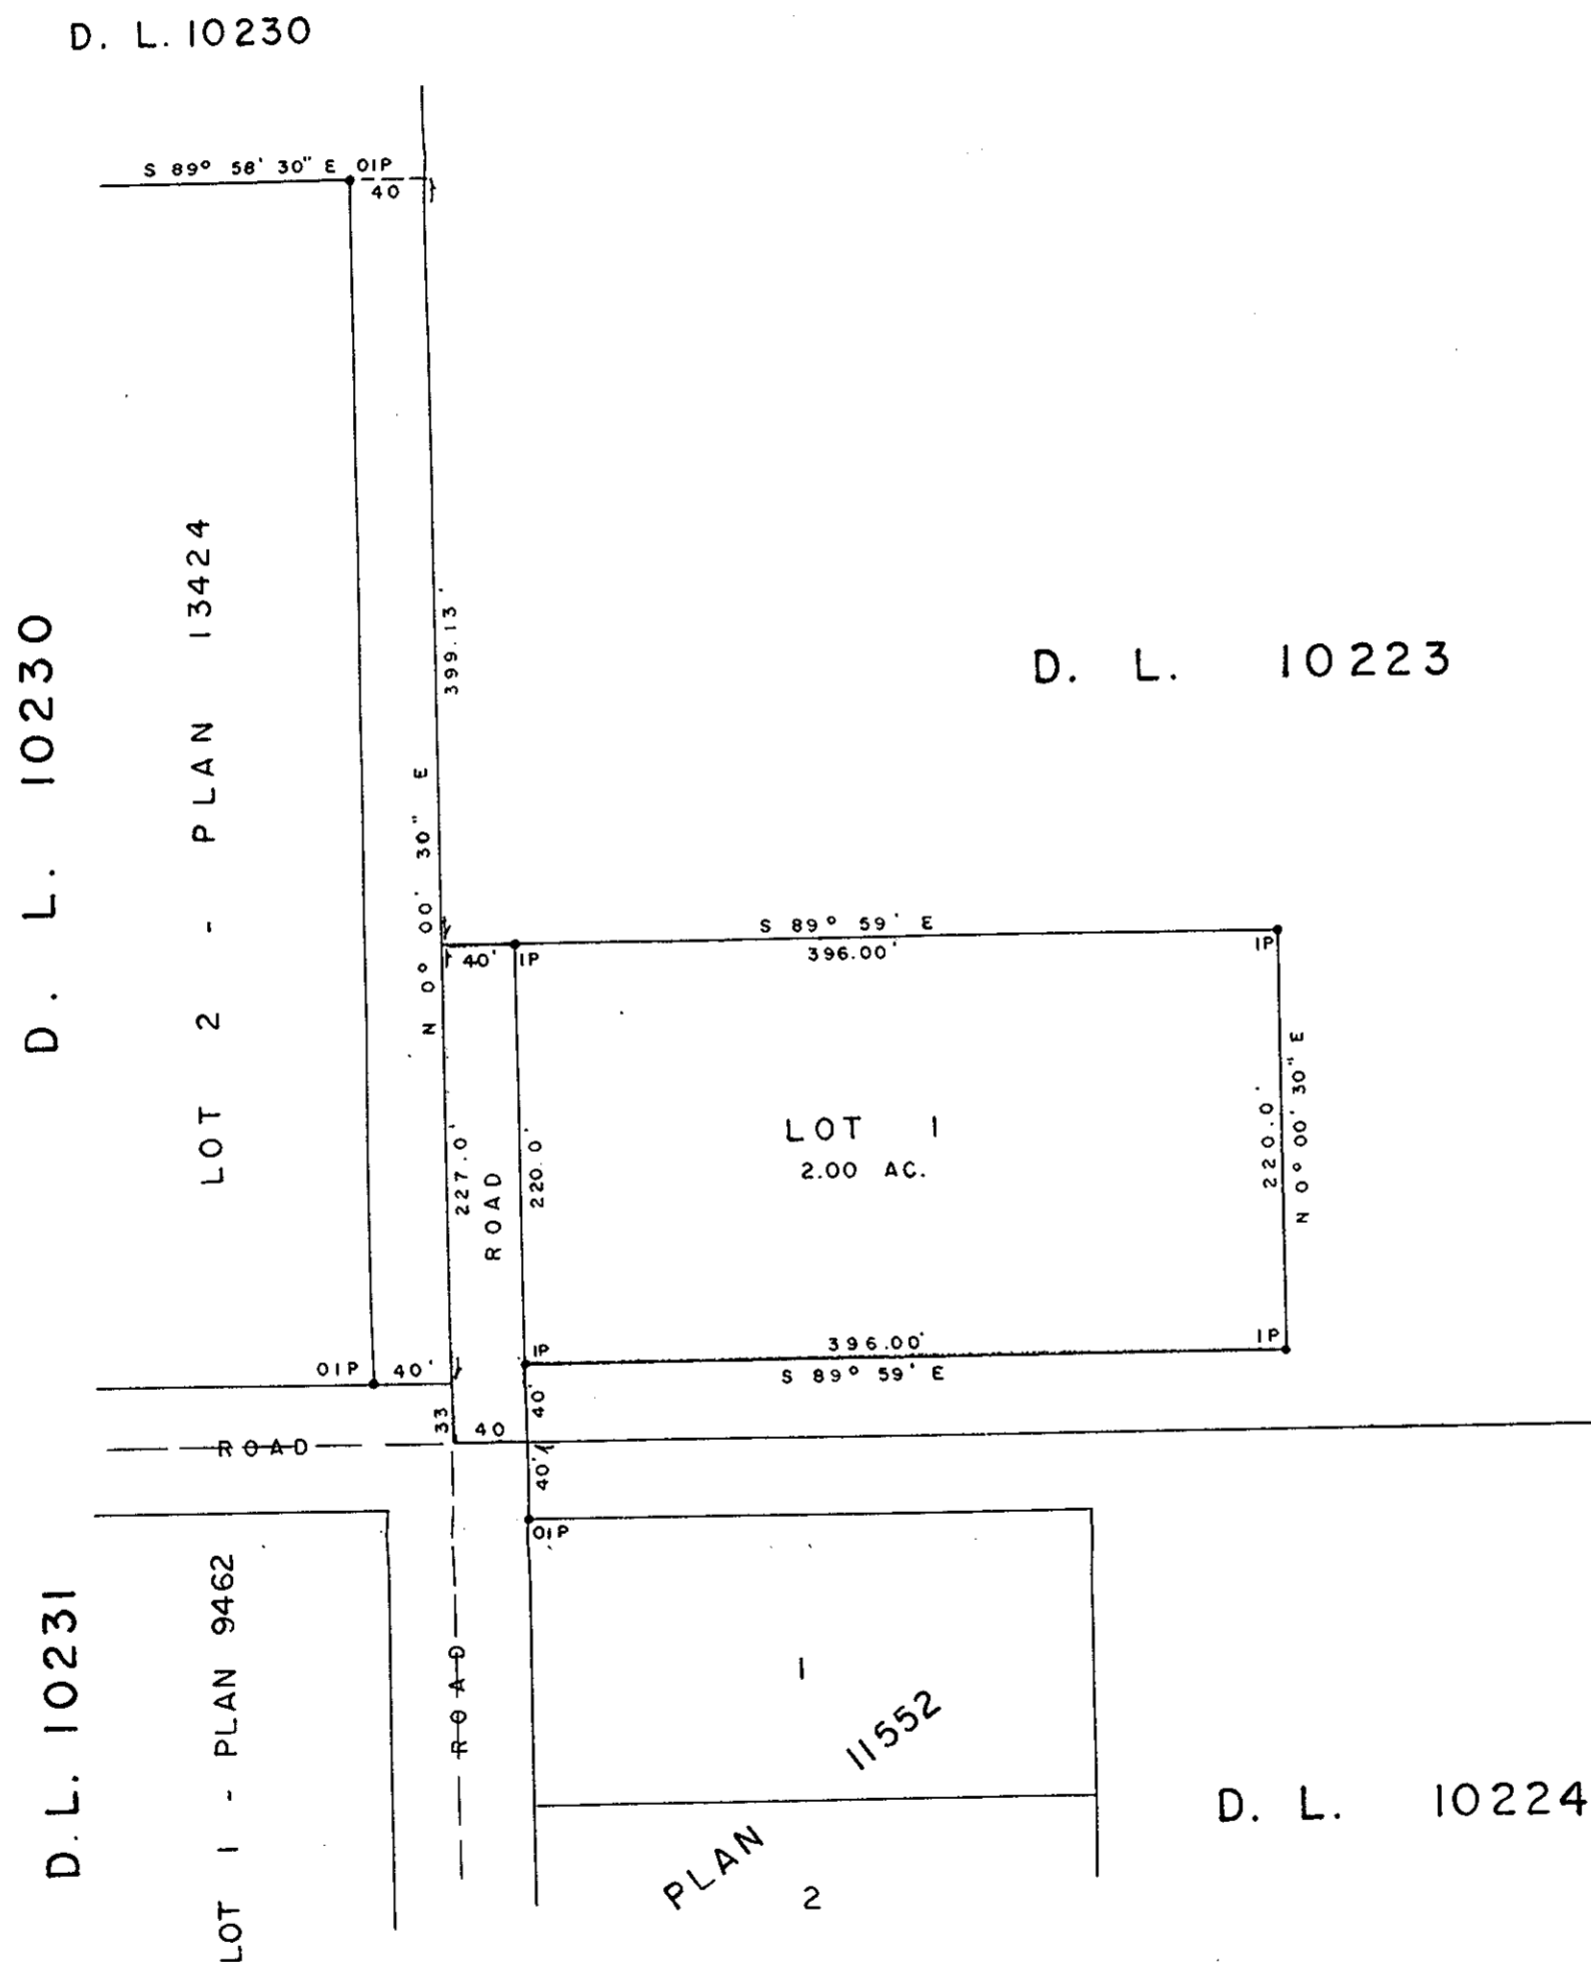 D. L. 10230
S 89° 58' 30" E
OIP
40
D. L. 10230
LOT 2 - PLAN 13424
399.13'
N 0° 00' 30" E
D. L. 10223
S 89° 59' E
396.00'
40'
IP
IP
227.0'
ROAD
220.0'
LOT 1
2.00 AC.
220.0'
N 0° 00' 30" E
IP
396.00'
IP
S 89° 59' E
OIP
40'
33
40
40'
ROAD
40'
OIP
D.L. 10231
LOT 1 - PLAN 9462
ROAD
1
11552
PLAN
2
D. L. 10224